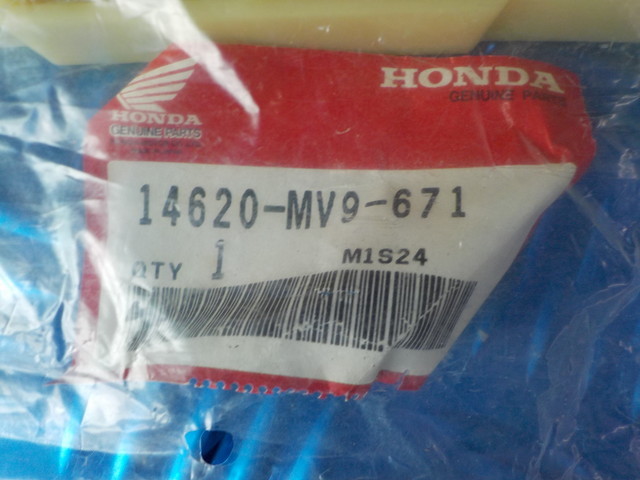 HONDA
GENUINE PARTS
HONDA
GENUINE PARTS
14620-MV9-671
QTY 1 M1S24